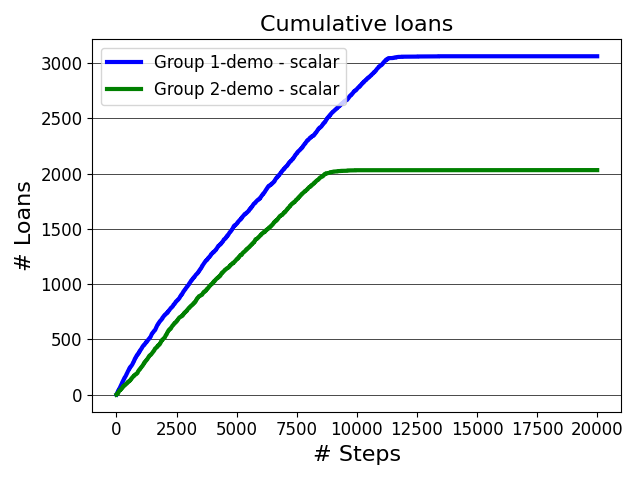 Cumulative loans
Group 1-demo - scalar
Group 2-demo - scalar
# Loans
3000
2500
2000
1500
1000
500
0
0 2500 5000 7500 10000 12500 15000 17500 20000
# Steps